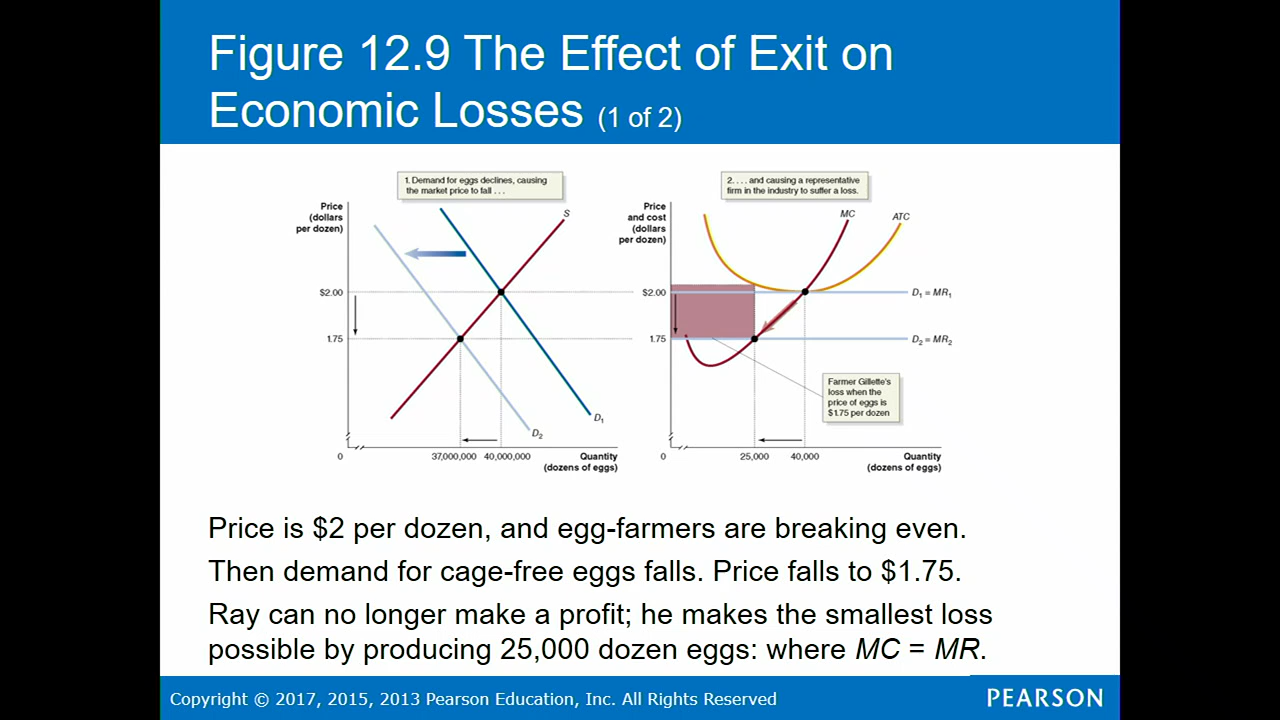 Figure 12.9 The Effect of Exit on
Economic Losses (1 of 2)
1. Demand for eggs declines, causing
the market price to fall . . .
Price
(dollars
per dozen)
S
$2.00
1.75
D1
D2
0
37,000,000
40,000,000
Quantity
(dozens of eggs)
2. . . . and causing a representative
firm in the industry to suffer a loss.
Price
and cost
(dollars
per dozen)
MC
ATC
$2.00
D1 = MR1
1.75
D2 = MR2
Farmer Gillette's
loss when the
price of eggs is
$1.75 per dozen
0
25,000
40,000
Quantity
(dozens of eggs)
Price is $2 per dozen, and egg-farmers are breaking even.
Then demand for cage-free eggs falls. Price falls to $1.75.
Ray can no longer make a profit; he makes the smallest loss
possible by producing 25,000 dozen eggs: where MC = MR.
Copyright © 2017, 2015, 2013 Pearson Education, Inc. All Rights Reserved
PEARSON